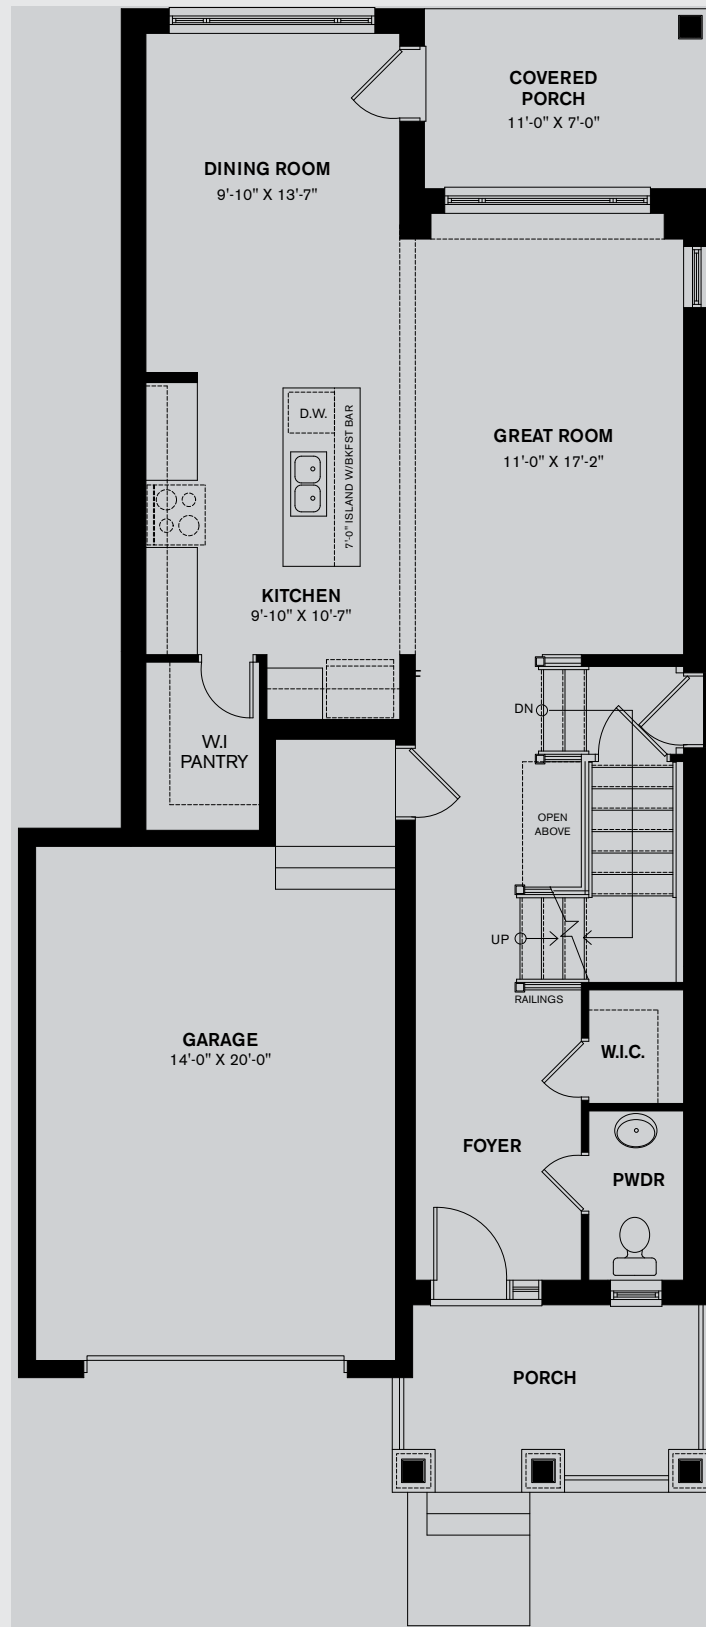 COVERED
PORCH
11'-0" X 7'-0"
DINING ROOM
9'-10" X 13'-7"
D.W.
7'-0" ISLAND W/BKFST BAR
GREAT ROOM
11'-0" X 17'-2"
KITCHEN
9'-10" X 10'-7"
DN
W.I
PANTRY
OPEN
ABOVE
UP
RAILINGS
GARAGE
14'-0" X 20'-0"
W.I.C.
FOYER
PWDR
PORCH